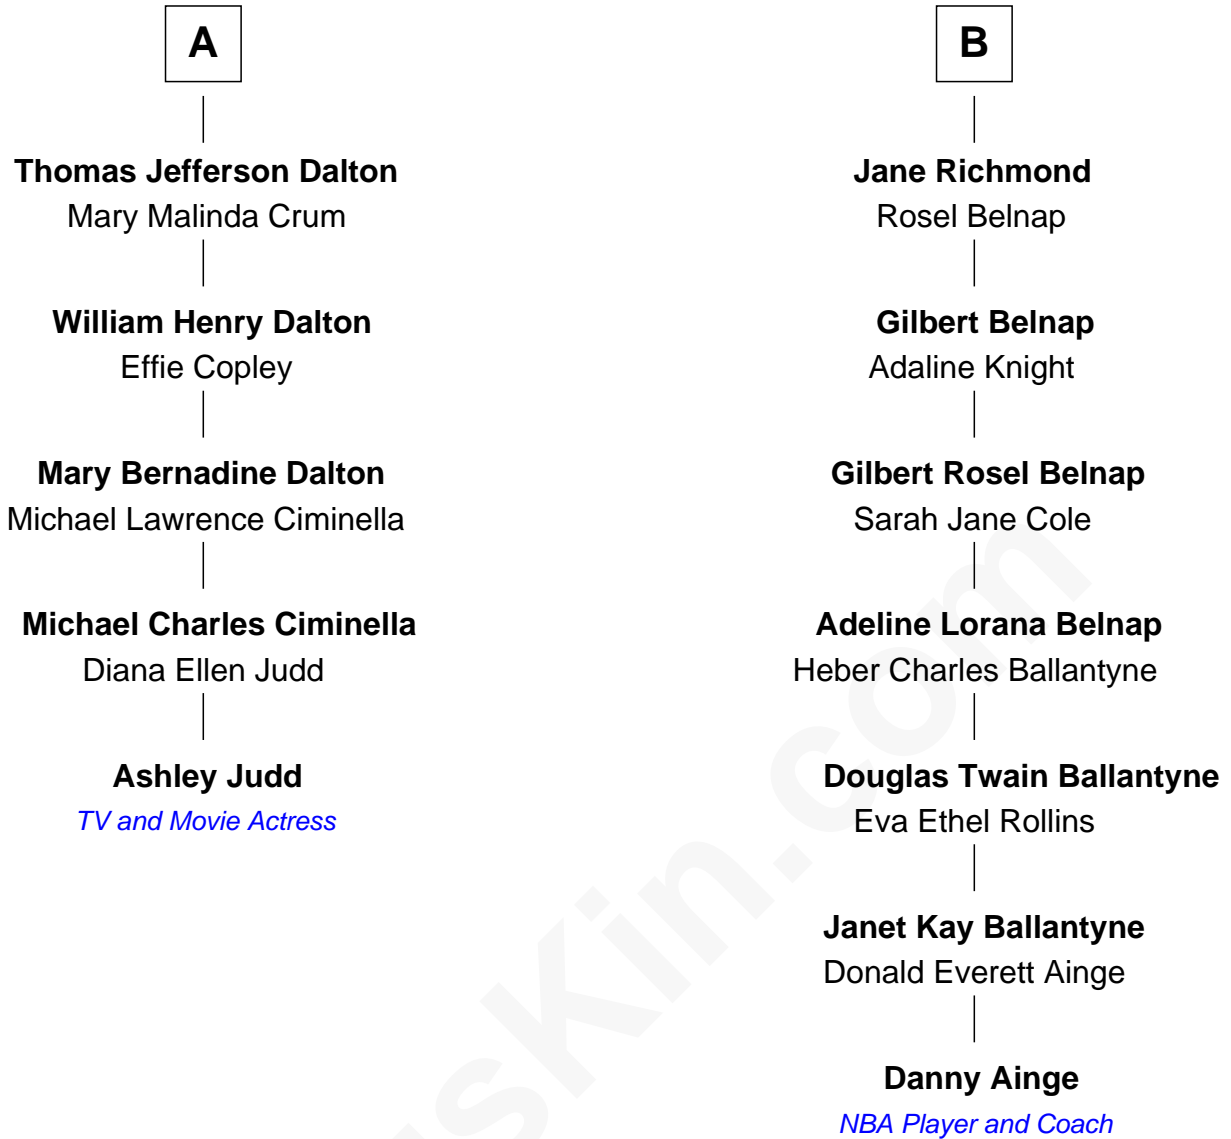 A
Thomas Jefferson Dalton
Mary Malinda Crum
William Henry Dalton
Effie Copley
Mary Bernadine Dalton
Michael Lawrence Ciminella
Michael Charles Ciminella
Diana Ellen Judd
Ashley Judd
TV and Movie Actress
B
Jane Richmond
Rosel Belnap
Gilbert Belnap
Adaline Knight
Gilbert Rosel Belnap
Sarah Jane Cole
Adeline Lorana Belnap
Heber Charles Ballantyne
Douglas Twain Ballantyne
Eva Ethel Rollins
Janet Kay Ballantyne
Donald Everett Ainge
Danny Ainge
NBA Player and Coach